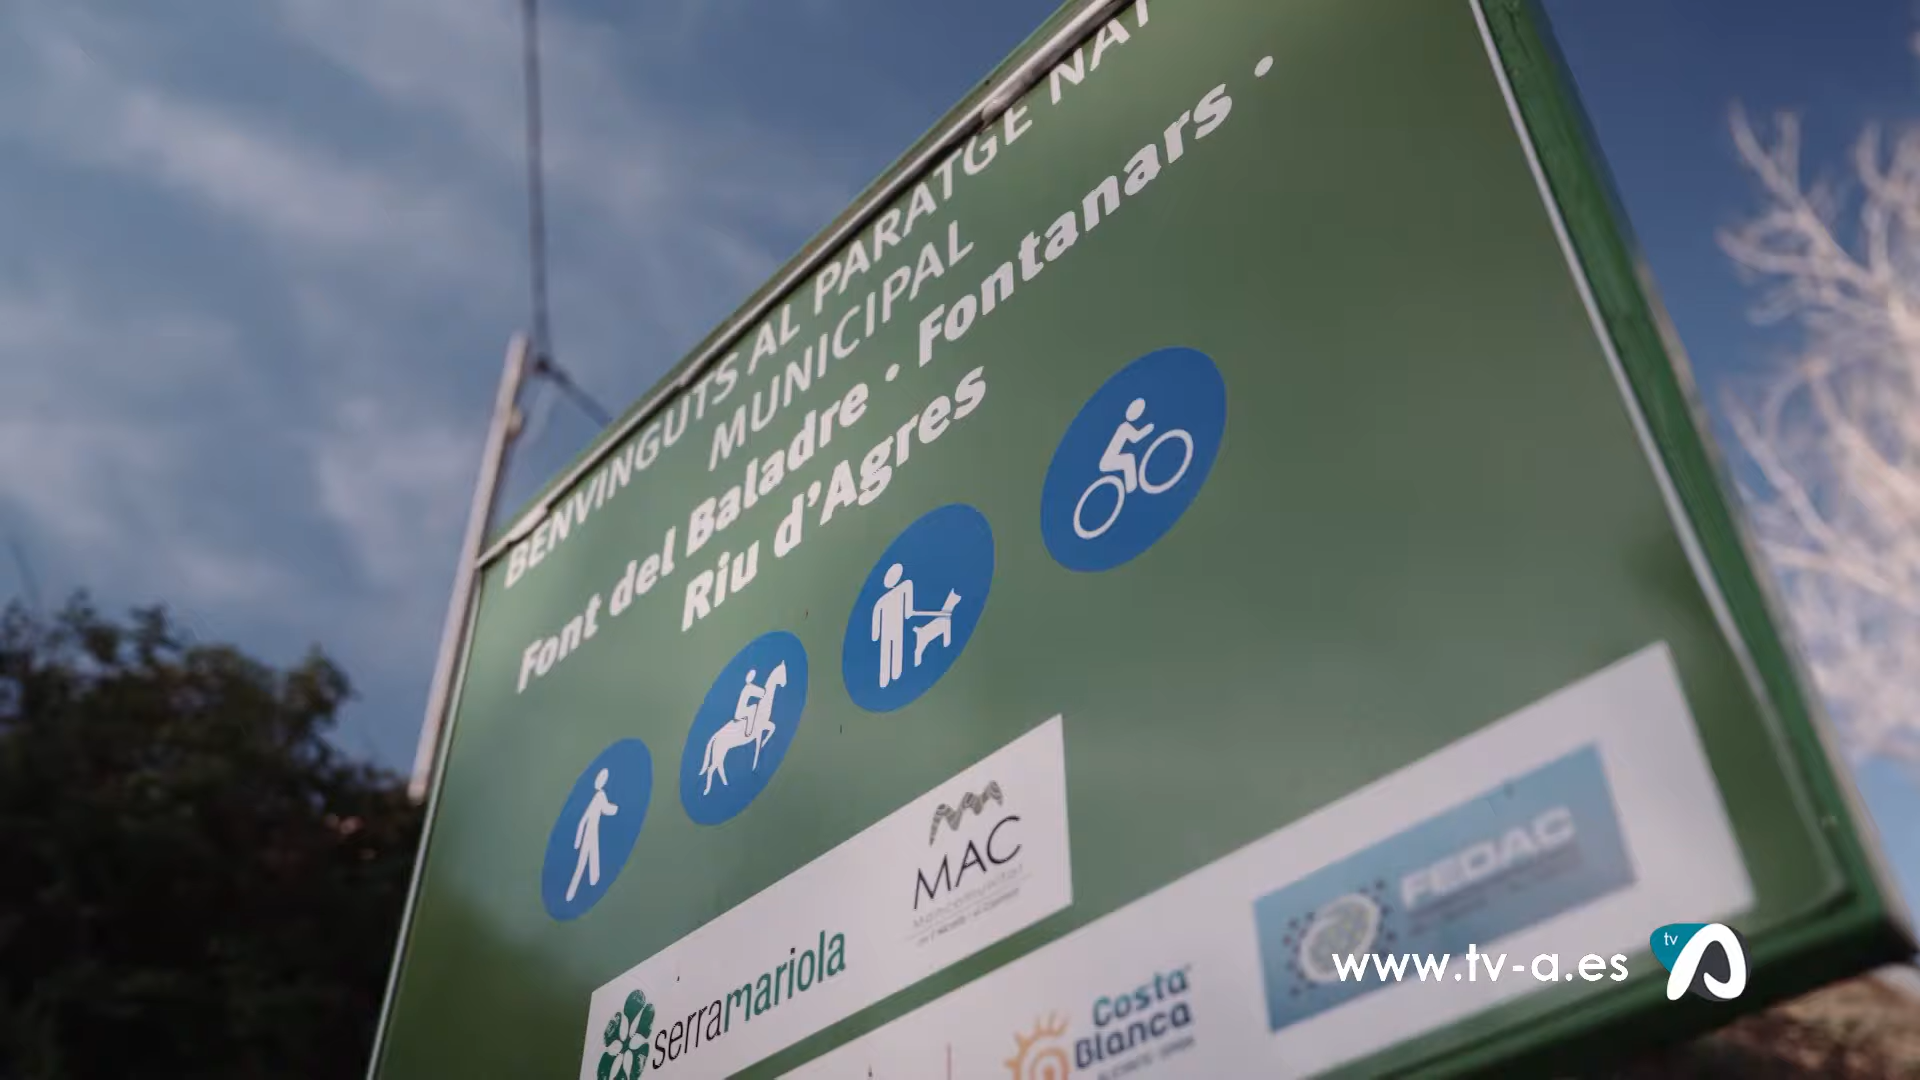 BENVINGUTS AL PARATGE NAT
MUNICIPAL
Font del Baladre • Fontanars •
Riu d'Agres
serramariola
MAC
Mancomunitat
Costa
Blanca
FEDAC
www.tv-a.es
tv